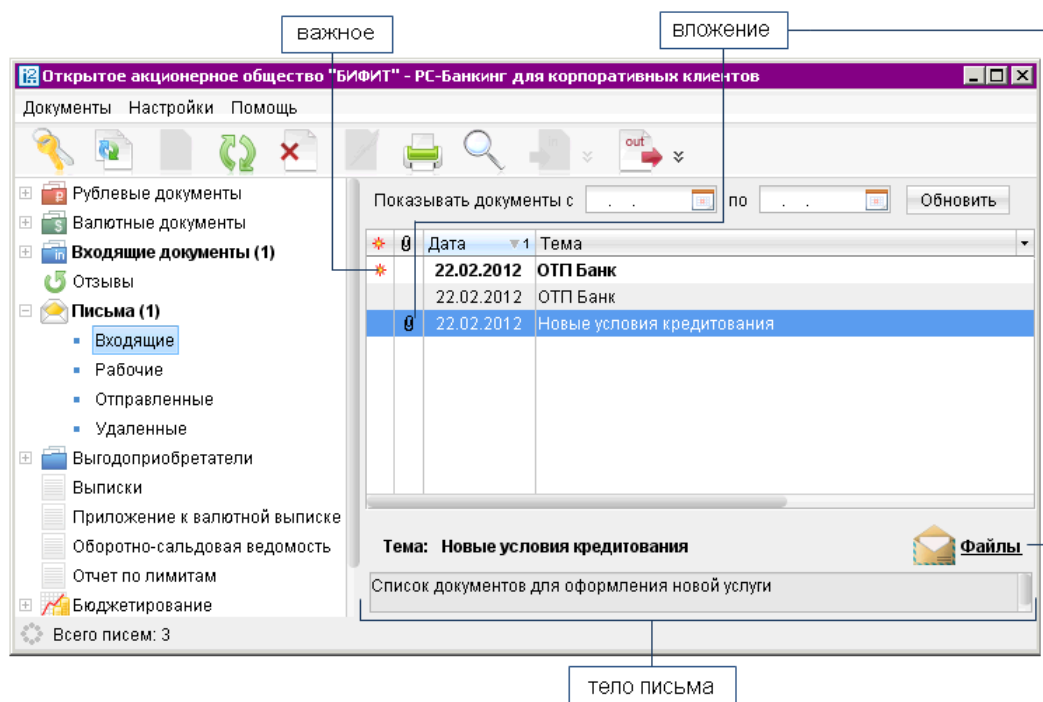 важное
вложение
Открытое акционерное общество "БИФИТ" - РС-Банкинг для корпоративных клиентов
Документы Настройки Помощь
in out
Рублевые документы
Валютные документы
Входящие документы (1)
Отзывы
Письма (1)
Входящие
Рабочие
Отправленные
Удаленные
Выгодоприобретатели
Выписки
Приложение к валютной выписке
Оборотно-сальдовая ведомость
Отчет по лимитам
Бюджетирование
Показывать документы с . . по . . Обновить
Дата 1 Тема
22.02.2012 ОТП Банк
22.02.2012 ОТП Банк
22.02.2012 Новые условия кредитования
Тема: Новые условия кредитования Файлы
Список документов для оформления новой услуги
Всего писем: 3
тело письма